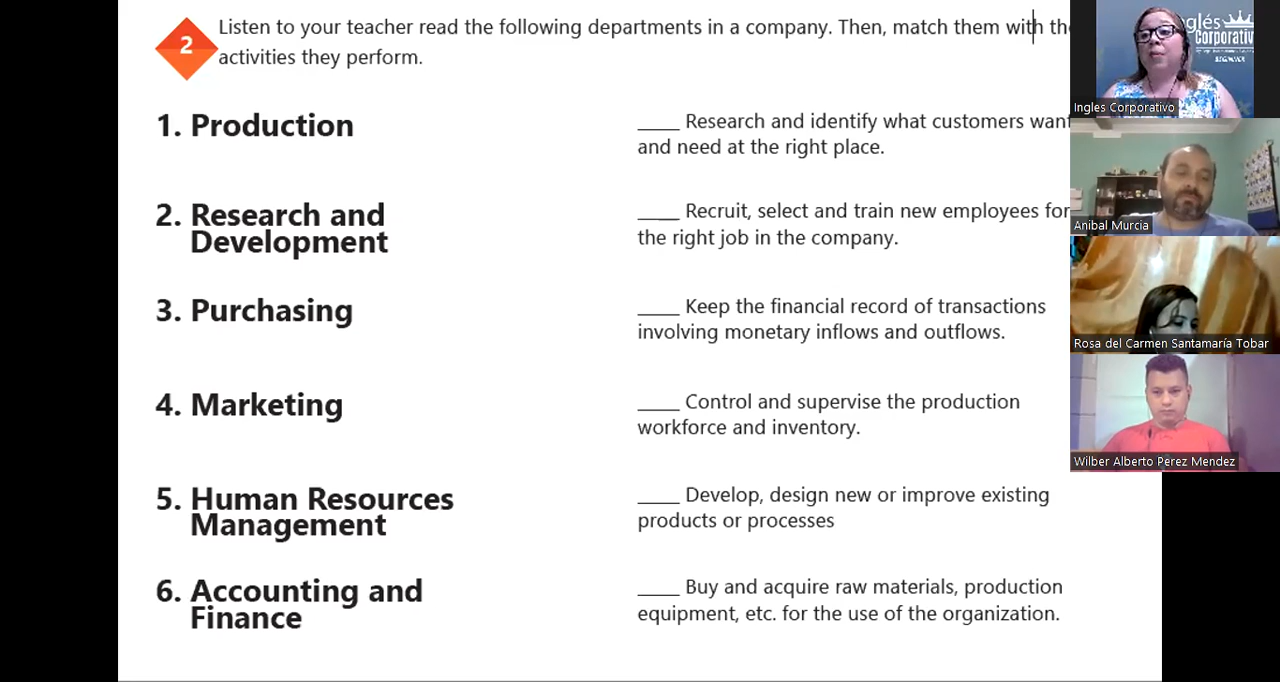 2
Listen to your teacher read the following departments in a company. Then, match them with the
activities they perform.
1. Production
____ Research and identify what customers want
and need at the right place.
2. Research and
Development
____ Recruit, select and train new employees for
the right job in the company.
3. Purchasing
____ Keep the financial record of transactions
involving monetary inflows and outflows.
4. Marketing
____ Control and supervise the production
workforce and inventory.
5. Human Resources
Management
____ Develop, design new or improve existing
products or processes
6. Accounting and
Finance
____ Buy and acquire raw materials, production
equipment, etc. for the use of the organization.
Inglés
Corporativo
BEGINNER
Ingles Corporativo
Anibal Murcia
Rosa del Carmen Santamaría Tobar
Wilber Alberto Perez Mendez